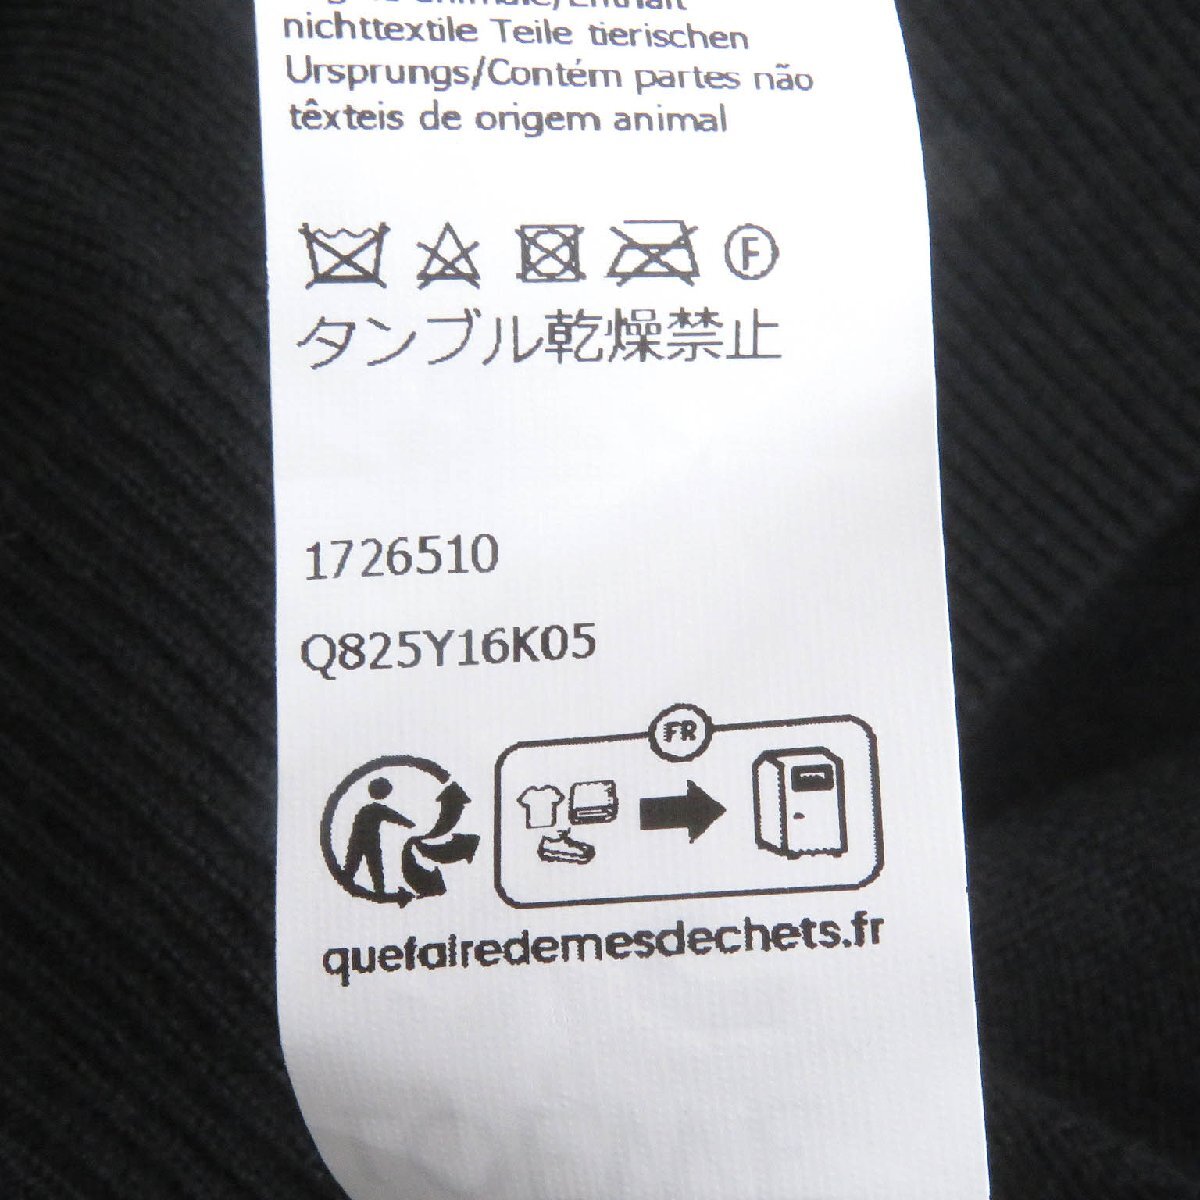 nichttextile Teile tierischen
Ursprungs/Contém partes não
têxteis de origem animal
F
タンブル乾燥禁止
1726510
Q825Y16K05
FR
quefairedemesdechets.fr